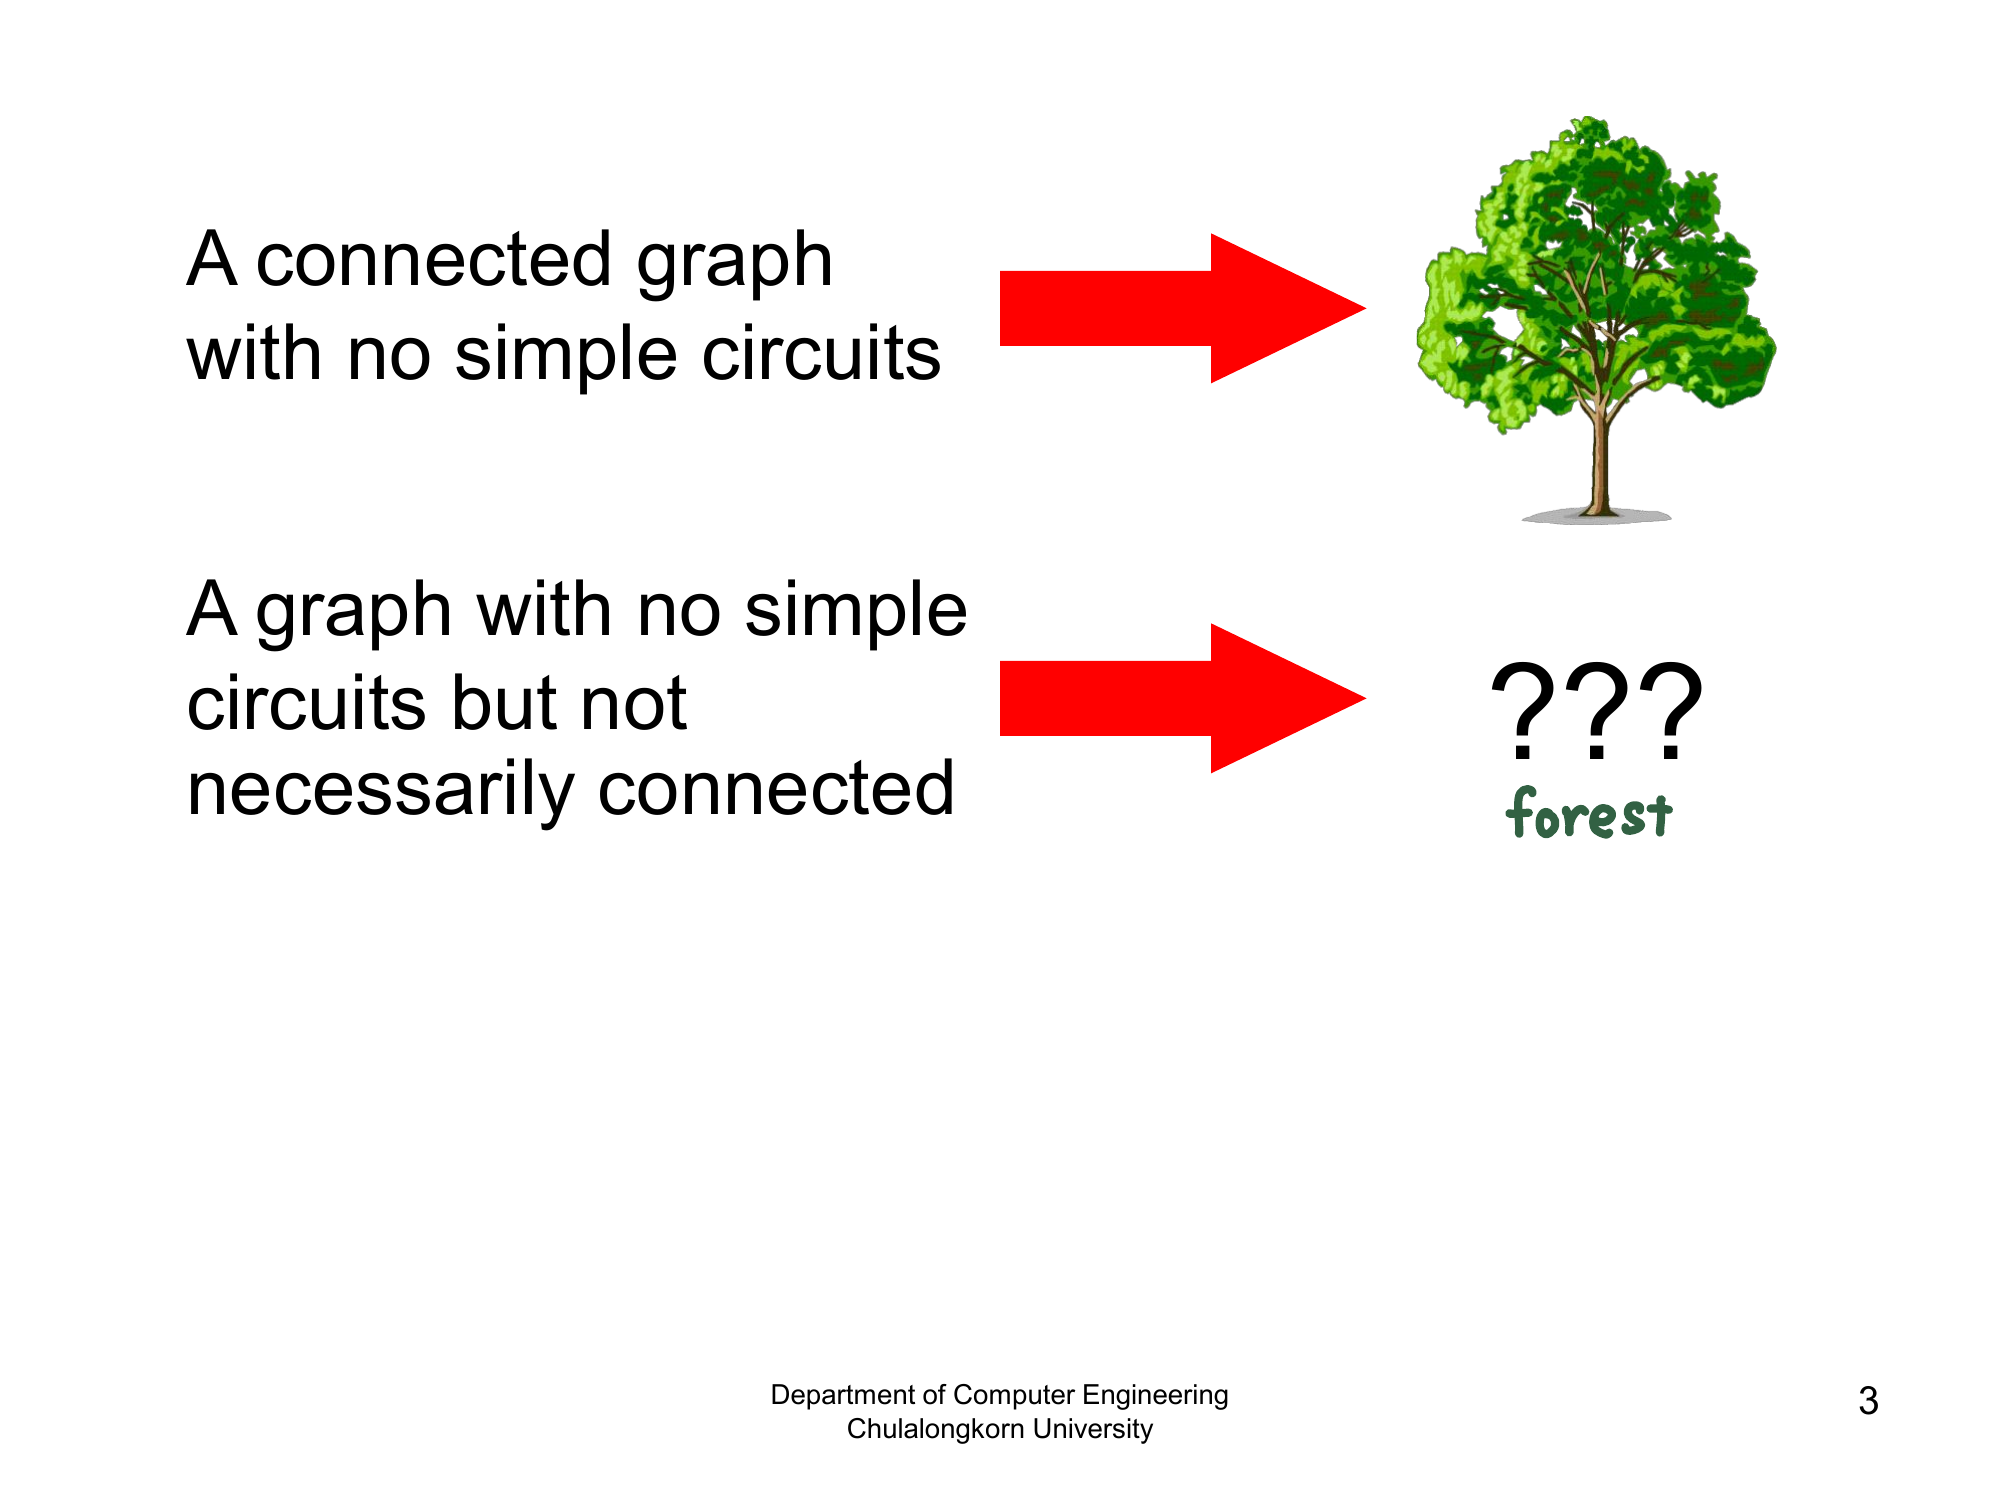 A connected graph
with no simple circuits
A graph with no simple
circuits but not
necessarily connected
???
forest
Department of Computer Engineering
Chulalongkorn University
3